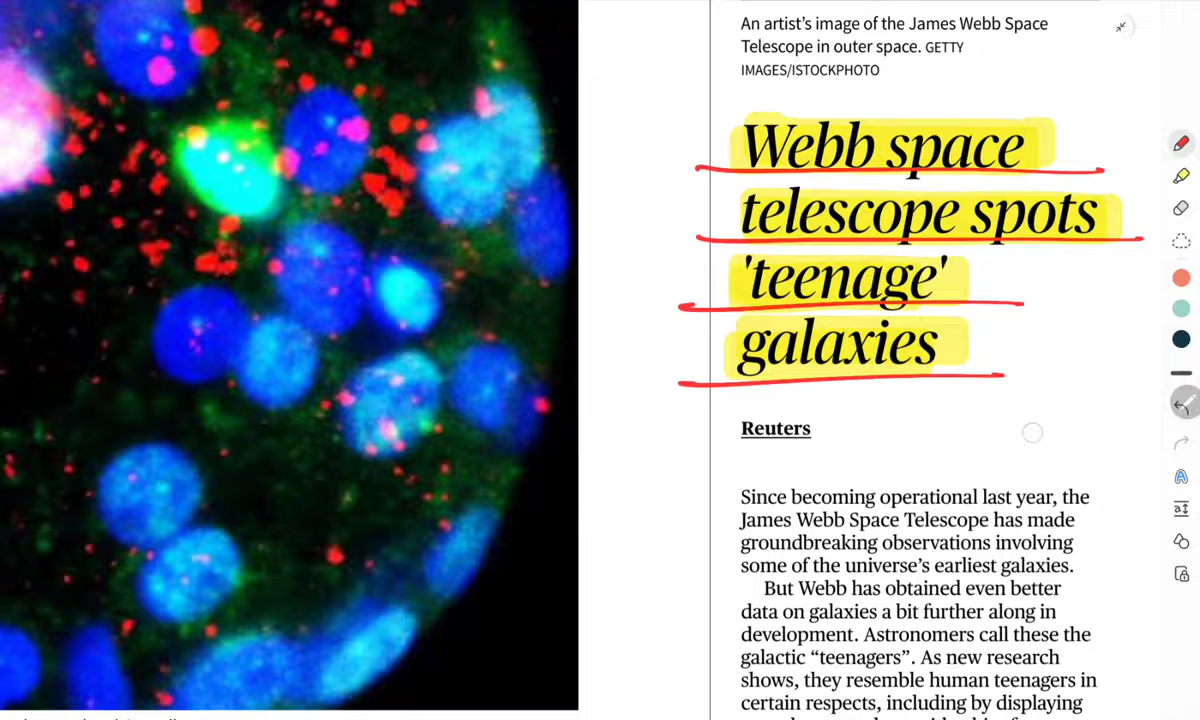 An artist’s image of the James Webb Space
Telescope in outer space. GETTY
IMAGES/ISTOCKPHOTO
Webb space
telescope spots
'teenage'
galaxies
Reuters
Since becoming operational last year, the
James Webb Space Telescope has made
groundbreaking observations involving
some of the universe’s earliest galaxies.
But Webb has obtained even better
data on galaxies a bit further along in
development. Astronomers call these the
galactic “teenagers”. As new research
shows, they resemble human teenagers in
certain respects, including by displaying